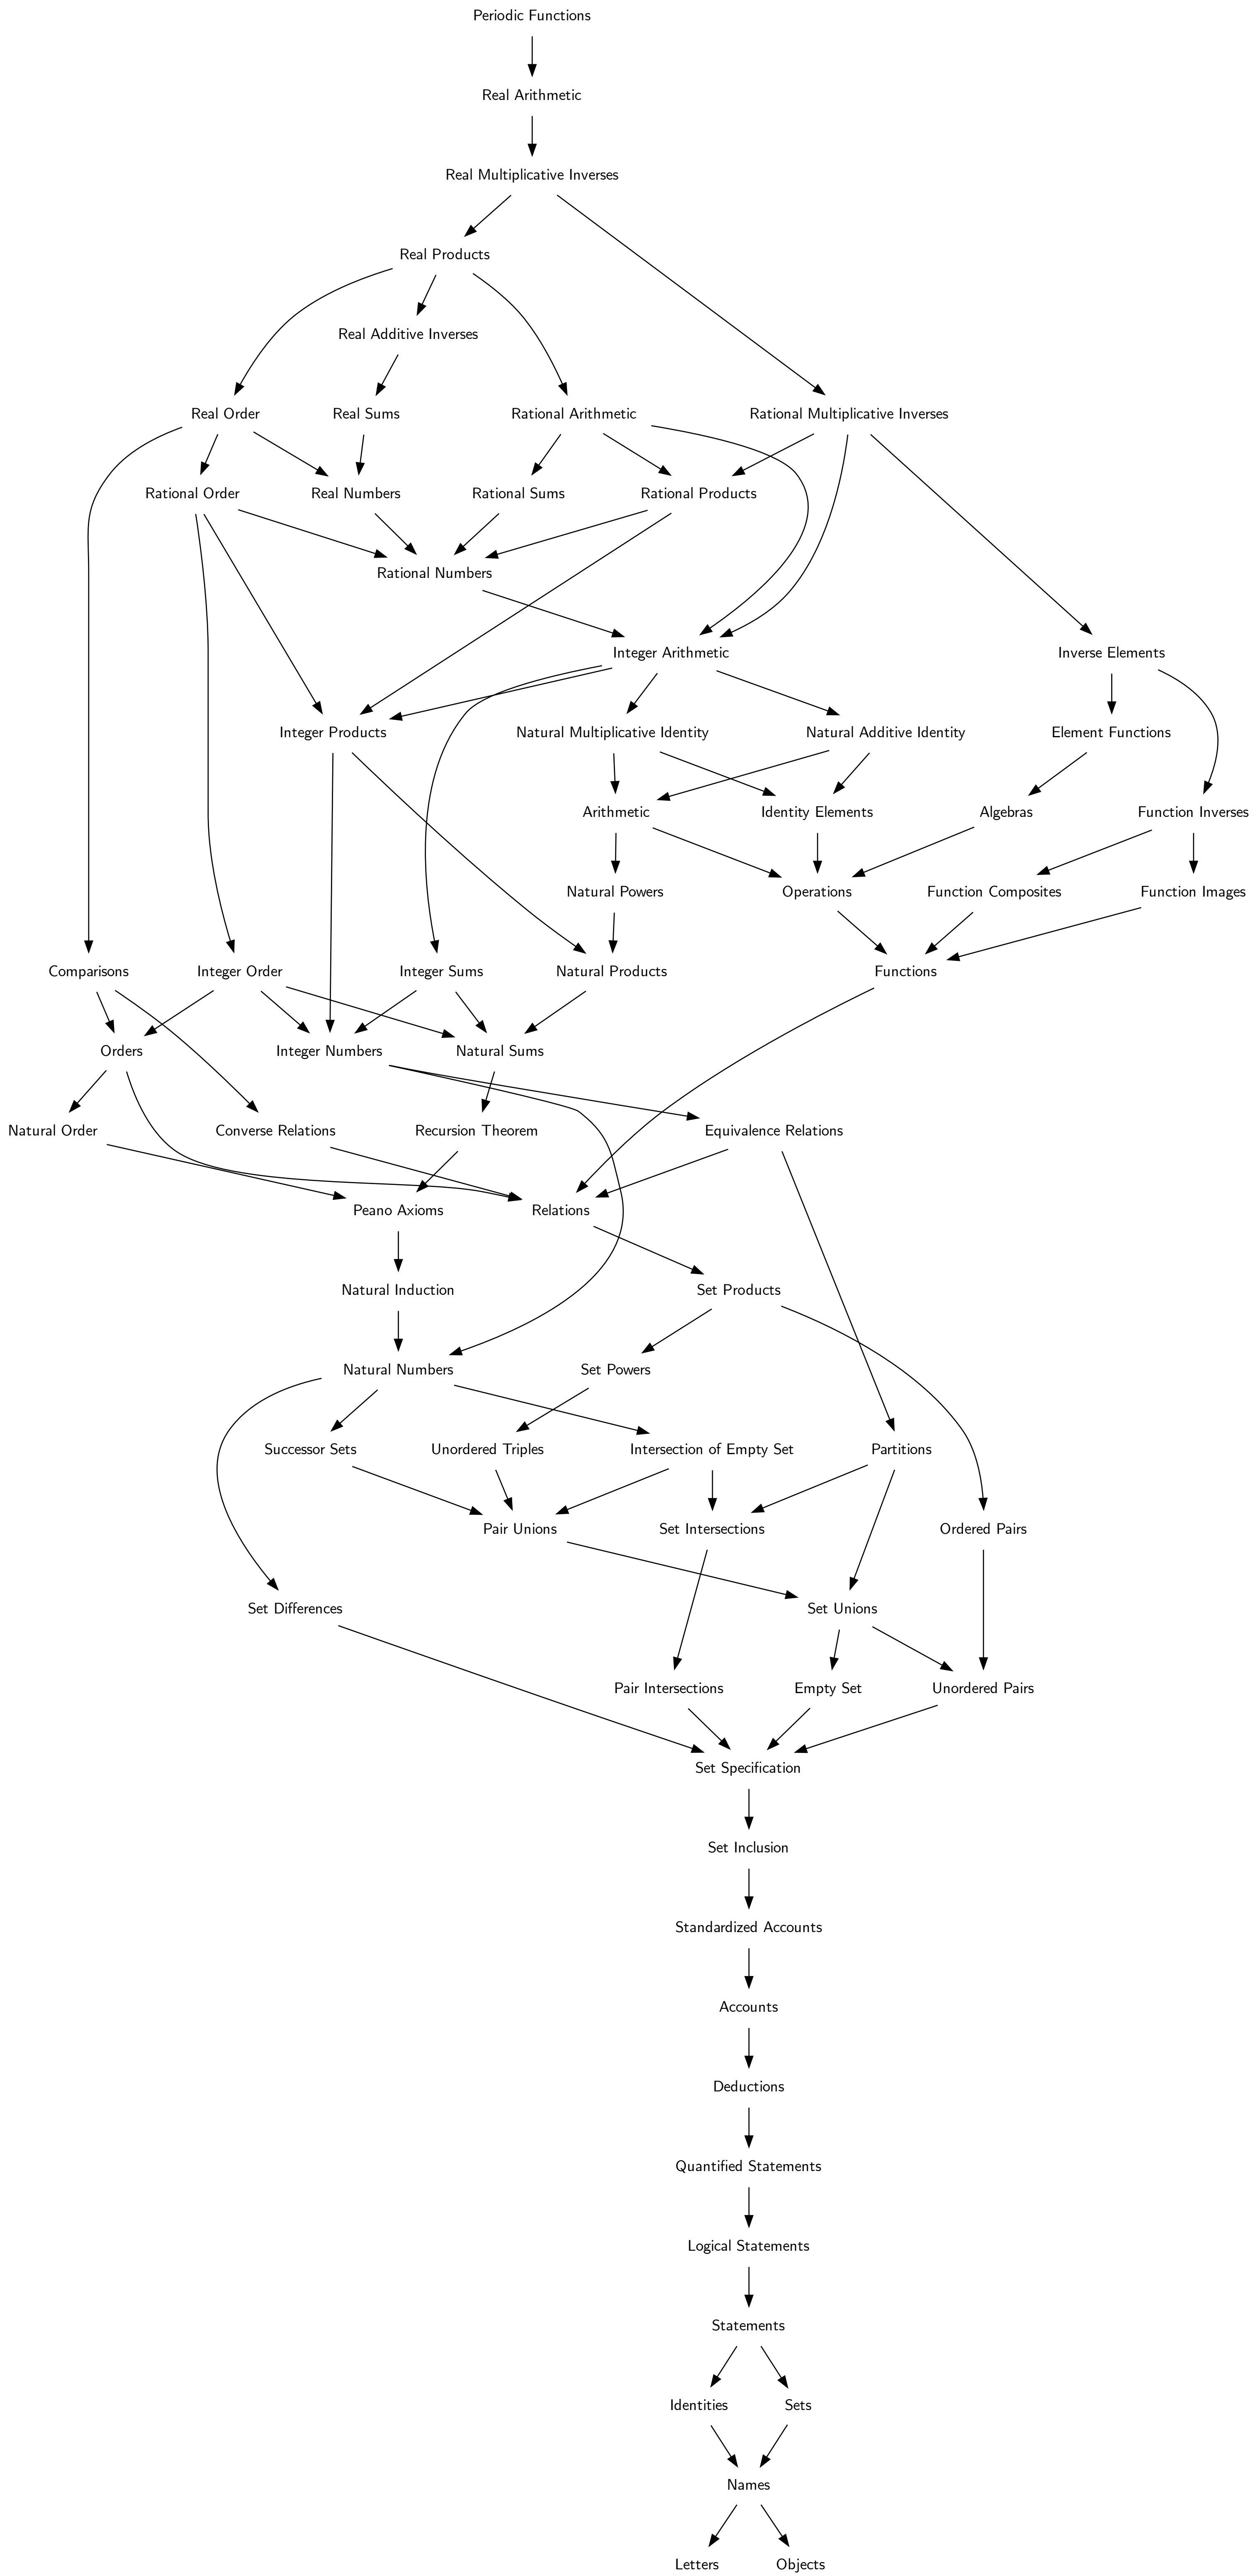 Periodic Functions
Real Arithmetic
Real Multiplicative Inverses
Real Products
Real Additive Inverses
Real Order
Real Sums
Rational Arithmetic
Rational Multiplicative Inverses
Rational Order
Real Numbers
Rational Sums
Rational Products
Rational Numbers
Integer Arithmetic
Inverse Elements
Integer Products
Natural Multiplicative Identity
Natural Additive Identity
Element Functions
Arithmetic
Identity Elements
Algebras
Function Inverses
Natural Powers
Operations
Function Composites
Function Images
Comparisons
Integer Order
Integer Sums
Natural Products
Functions
Orders
Integer Numbers
Natural Sums
Natural Order
Converse Relations
Recursion Theorem
Equivalence Relations
Peano Axioms
Relations
Natural Induction
Set Products
Natural Numbers
Set Powers
Successor Sets
Unordered Triples
Intersection of Empty Set
Partitions
Pair Unions
Set Intersections
Ordered Pairs
Set Differences
Set Unions
Pair Intersections
Empty Set
Unordered Pairs
Set Specification
Set Inclusion
Standardized Accounts
Accounts
Deductions
Quantified Statements
Logical Statements
Statements
Identities
Sets
Names
Letters
Objects